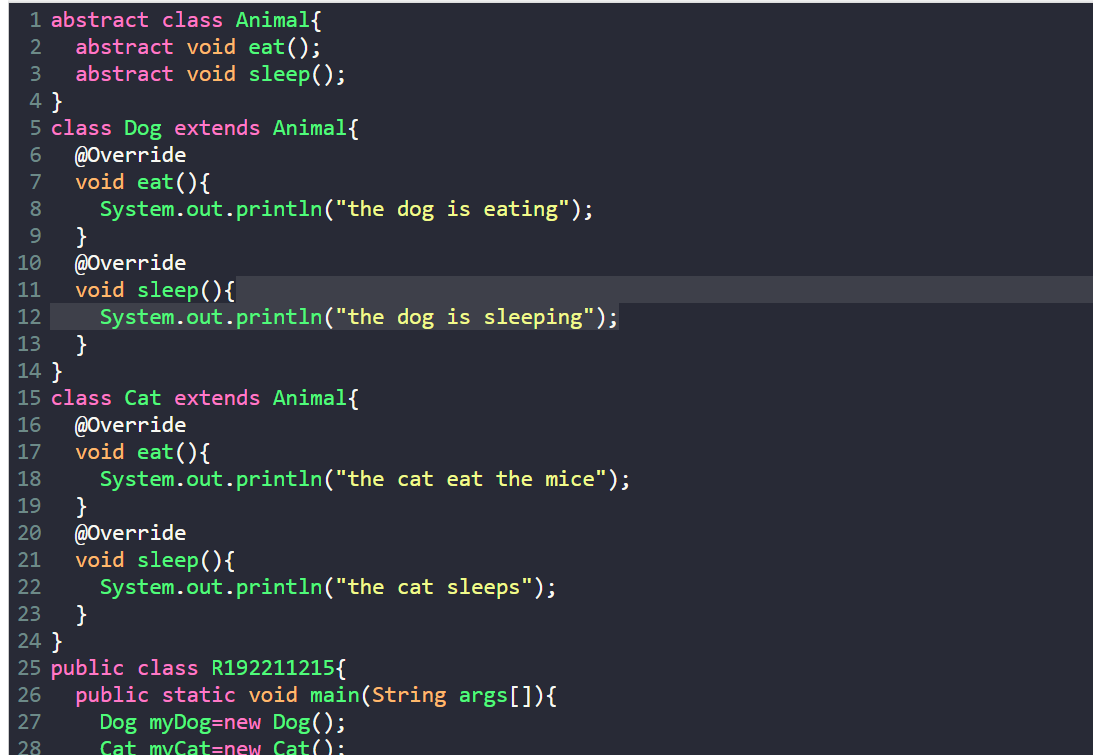 1 abstract class Animal{
2   abstract void eat();
3   abstract void sleep();
4 }
5 class Dog extends Animal{
6   @Override
7   void eat(){
8     System.out.println("the dog is eating");
9   }
10   @Override
11   void sleep(){
12     System.out.println("the dog is sleeping");
13   }
14 }
15 class Cat extends Animal{
16   @Override
17   void eat(){
18     System.out.println("the cat eat the mice");
19   }
20   @Override
21   void sleep(){
22     System.out.println("the cat sleeps");
23   }
24 }
25 public class R192211215{
26   public static void main(String args[]){
27     Dog myDog=new Dog();
28     Cat myCat=new Cat();